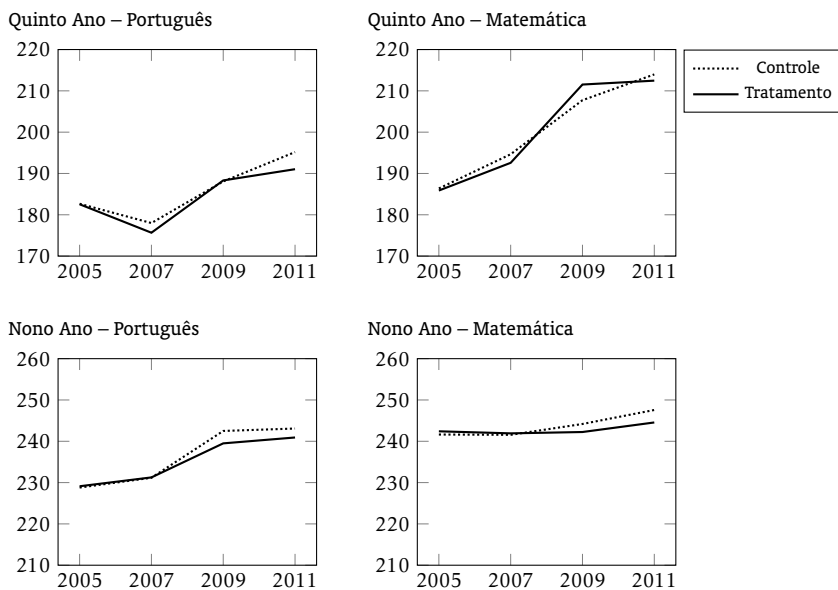 Quinto Ano – Português
220
210
200
190
180
170
2005 2007 2009 2011
Quinto Ano – Matemática
220
210
200
190
180
170
2005 2007 2009 2011
Controle
Tratamento
Nono Ano – Português
260
250
240
230
220
210
2005 2007 2009 2011
Nono Ano – Matemática
260
250
240
230
220
210
2005 2007 2009 2011